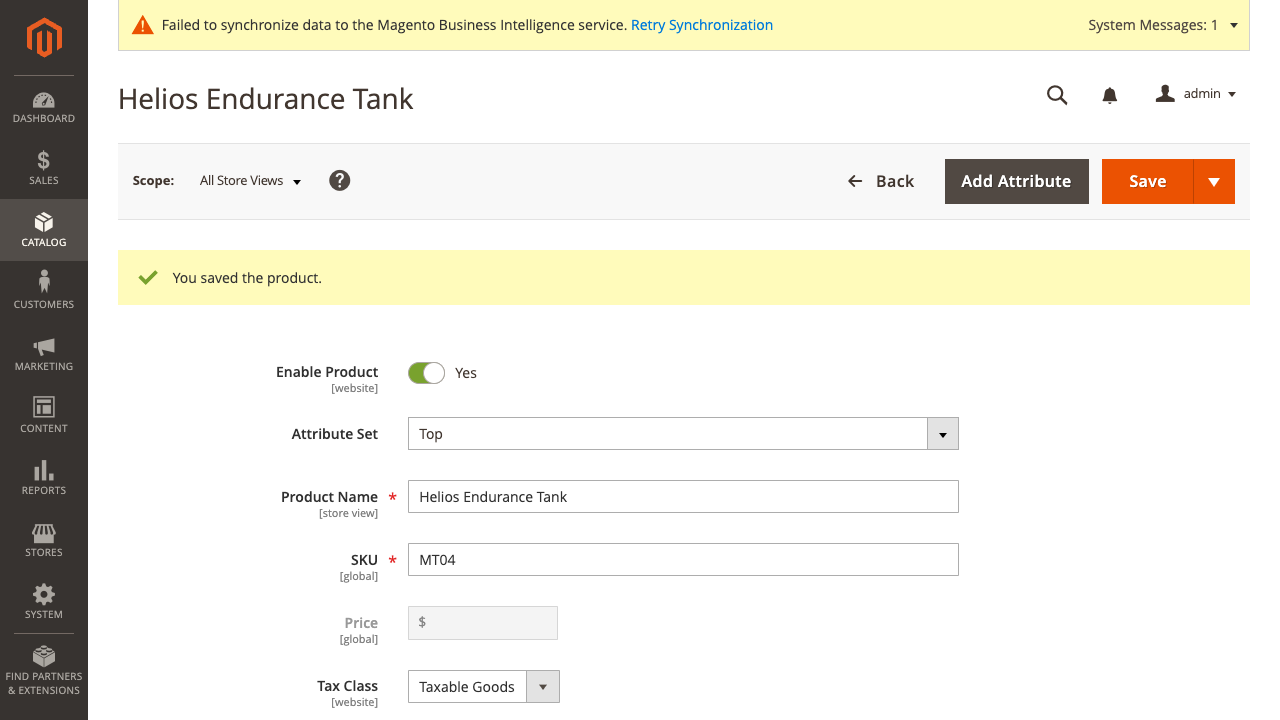 Failed to synchronize data to the Magento Business Intelligence service. Retry Synchronization
System Messages: 1
Helios Endurance Tank
admin
Scope: All Store Views ?
Back
Add Attribute
Save
You saved the product.
DASHBOARD
SALES
CATALOG
CUSTOMERS
MARKETING
CONTENT
REPORTS
STORES
SYSTEM
FIND PARTNERS
& EXTENSIONS
Enable Product
[website]
Yes
Attribute Set
Top
Product Name *
[store view]
Helios Endurance Tank
SKU *
[global]
MT04
Price
[global]
$
Tax Class
[website]
Taxable Goods